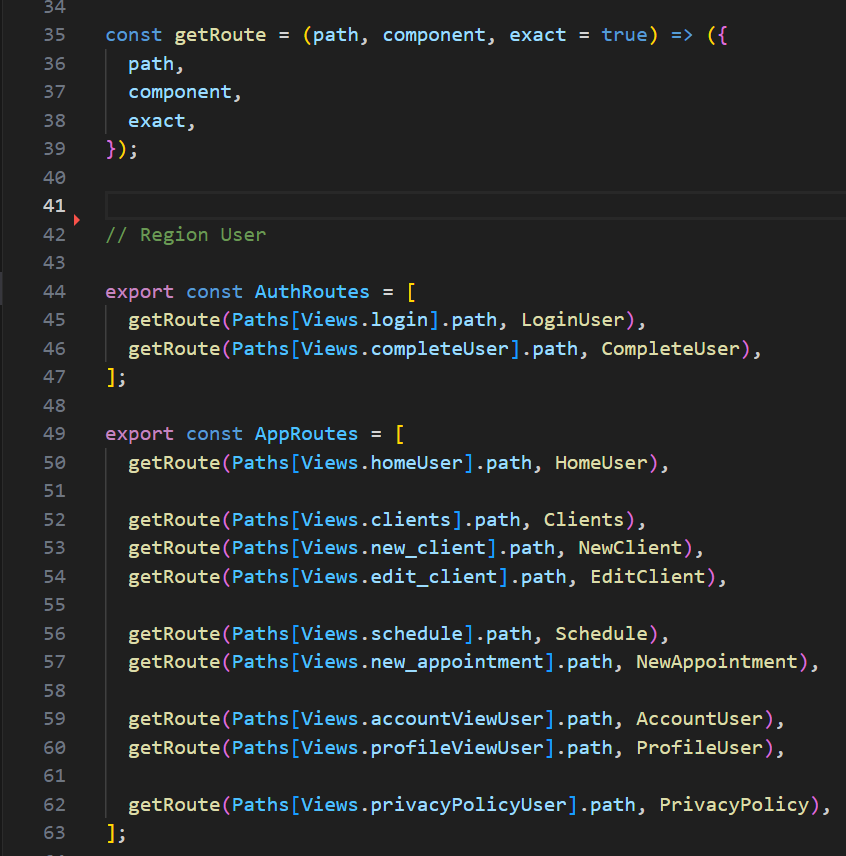 34
35 const getRoute = (path, component, exact = true) => ({
36   path,
37   component,
38   exact,
39 });
40
41
42 // Region User
43
44 export const AuthRoutes = [
45   getRoute(Paths[Views.login].path, LoginUser),
46   getRoute(Paths[Views.completeUser].path, CompleteUser),
47 ];
48
49 export const AppRoutes = [
50   getRoute(Paths[Views.homeUser].path, HomeUser),
51
52   getRoute(Paths[Views.clients].path, Clients),
53   getRoute(Paths[Views.new_client].path, NewClient),
54   getRoute(Paths[Views.edit_client].path, EditClient),
55
56   getRoute(Paths[Views.schedule].path, Schedule),
57   getRoute(Paths[Views.new_appointment].path, NewAppointment),
58
59   getRoute(Paths[Views.accountViewUser].path, AccountUser),
60   getRoute(Paths[Views.profileViewUser].path, ProfileUser),
61
62   getRoute(Paths[Views.privacyPolicyUser].path, PrivacyPolicy),
63 ];